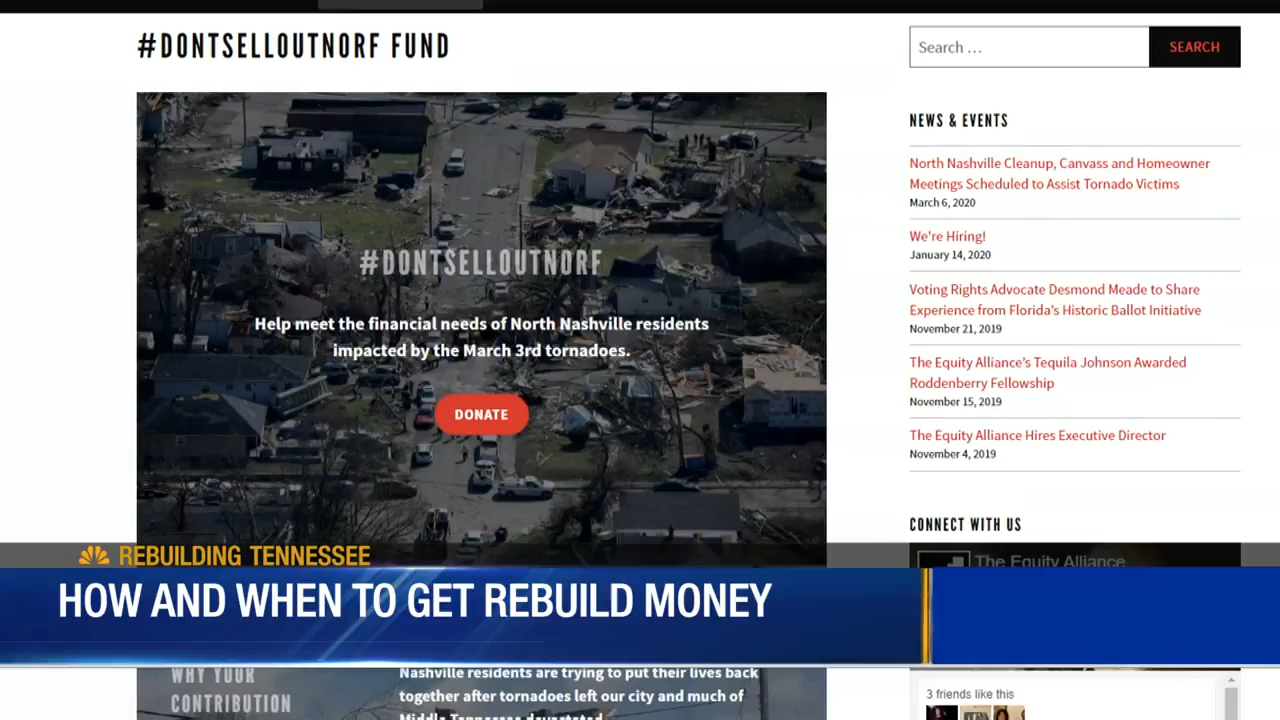 #DONTSELLOUTNORF FUND
Search …
SEARCH
#DONTSELLOUTNORF
Help meet the financial needs of North Nashville residents
impacted by the March 3rd tornadoes.
DONATE
NEWS & EVENTS
North Nashville Cleanup, Canvass and Homeowner
Meetings Scheduled to Assist Tornado Victims
March 6, 2020
We're Hiring!
January 14, 2020
Voting Rights Advocate Desmond Meade to Share
Experience from Florida's Historic Ballot Initiative
November 21, 2019
The Equity Alliance's Tequila Johnson Awarded
Roddenberry Fellowship
November 15, 2019
The Equity Alliance Hires Executive Director
November 4, 2019
CONNECT WITH US
The Equity Alliance
REBUILDING TENNESSEE
HOW AND WHEN TO GET REBUILD MONEY
WHY YOUR
CONTRIBUTION
Nashville residents are trying to put their lives back
together after tornadoes left our city and much of
Middle Tennessee devastated.
3 friends like this